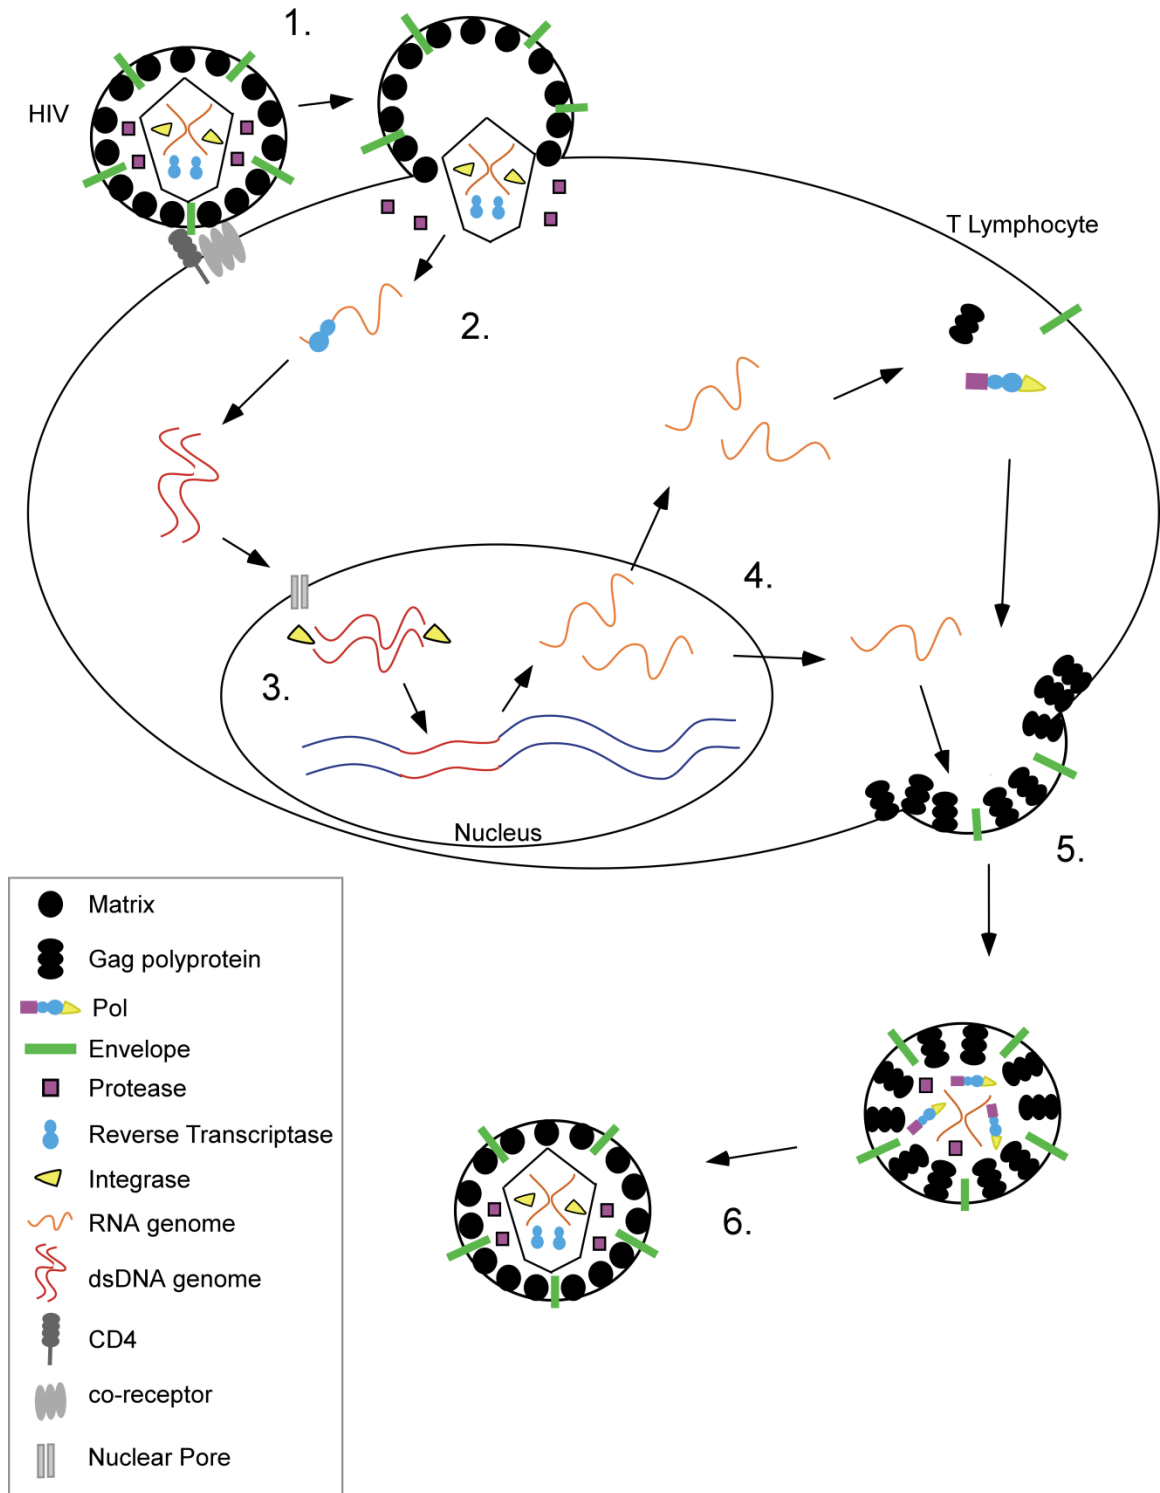 1.
HIV
T Lymphocyte
2.
4.
3.
Nucleus
5.
6.
Matrix
Gag polyprotein
Pol
Envelope
Protease
Reverse Transcriptase
Integrase
RNA genome
dsDNA genome
CD4
co-receptor
Nuclear Pore